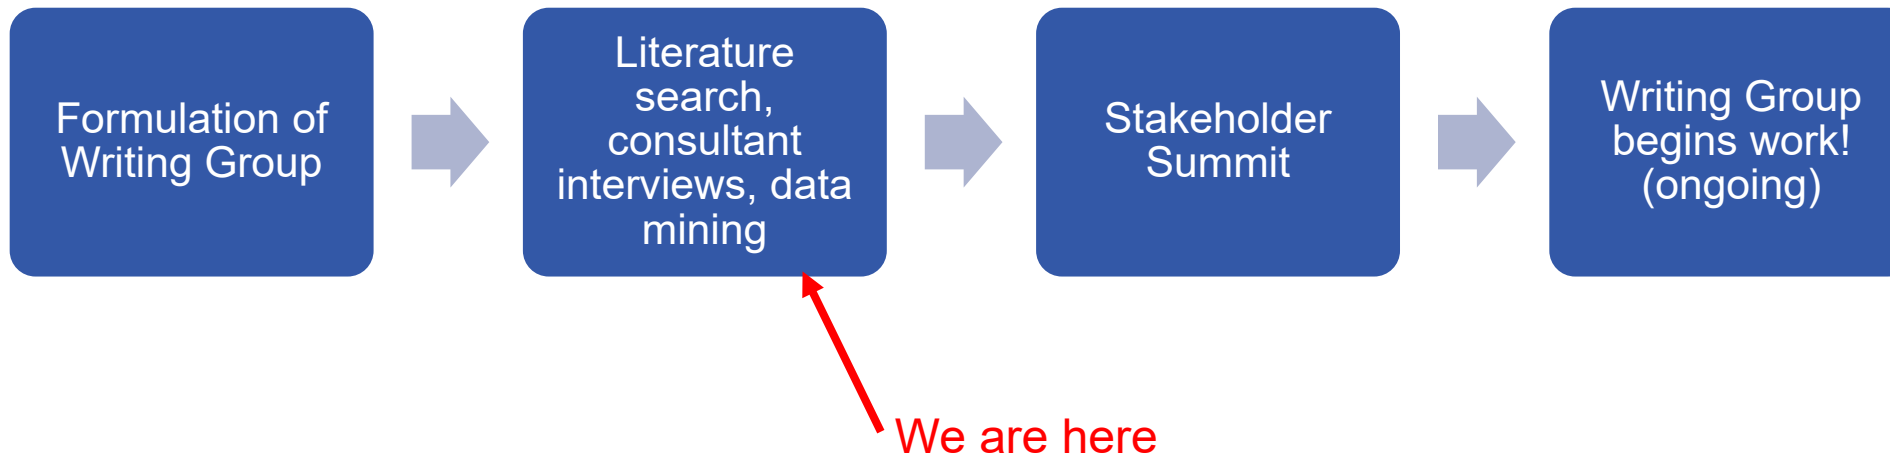 Formulation of
Writing Group
Literature
search,
consultant
interviews, data
mining
Stakeholder
Summit
Writing Group
begins work!
(ongoing)
We are here